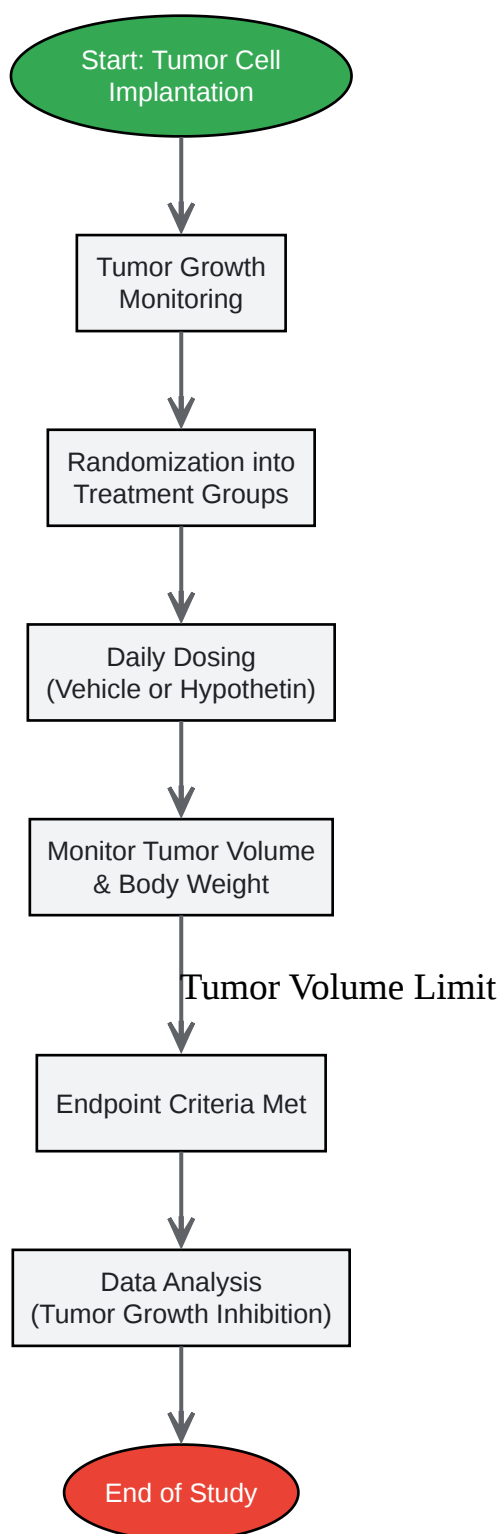 Start: Tumor Cell
Implantation
Tumor Growth
Monitoring
Randomization into
Treatment Groups
Daily Dosing
(Vehicle or Hypothetin)
Monitor Tumor Volume
& Body Weight
Tumor Volume Limit
Endpoint Criteria Met
Data Analysis
(Tumor Growth Inhibition)
End of Study